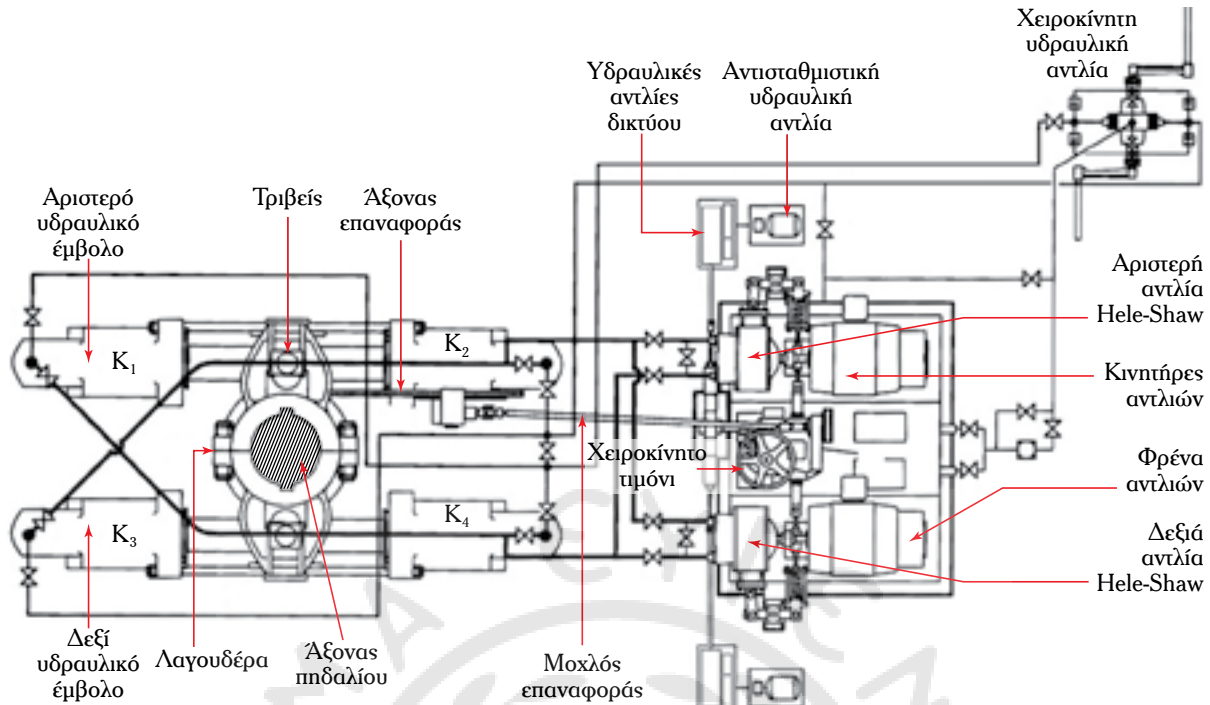 Χειροκίνητη
υδραυλική
αντλία
Υδραυλικές
αντλίες
δικτύου
Αντισταθμιστική
υδραυλική
αντλία
Αριστερό
υδραυλικό
έμβολο
Τριβείς
Άξονας
επαναφοράς
Αριστερή
αντλία
Hele-Shaw
K₁
K₂
Κινητήρες
αντλιών
Χειροκίνητο
τιμόνι
Φρένα
αντλιών
K₃
K₄
Δεξιά
αντλία
Hele-Shaw
Δεξί
υδραυλικό
έμβολο
Λαγουδέρα
Άξονας
πηδαλίου
Μοχλός
επαναφοράς